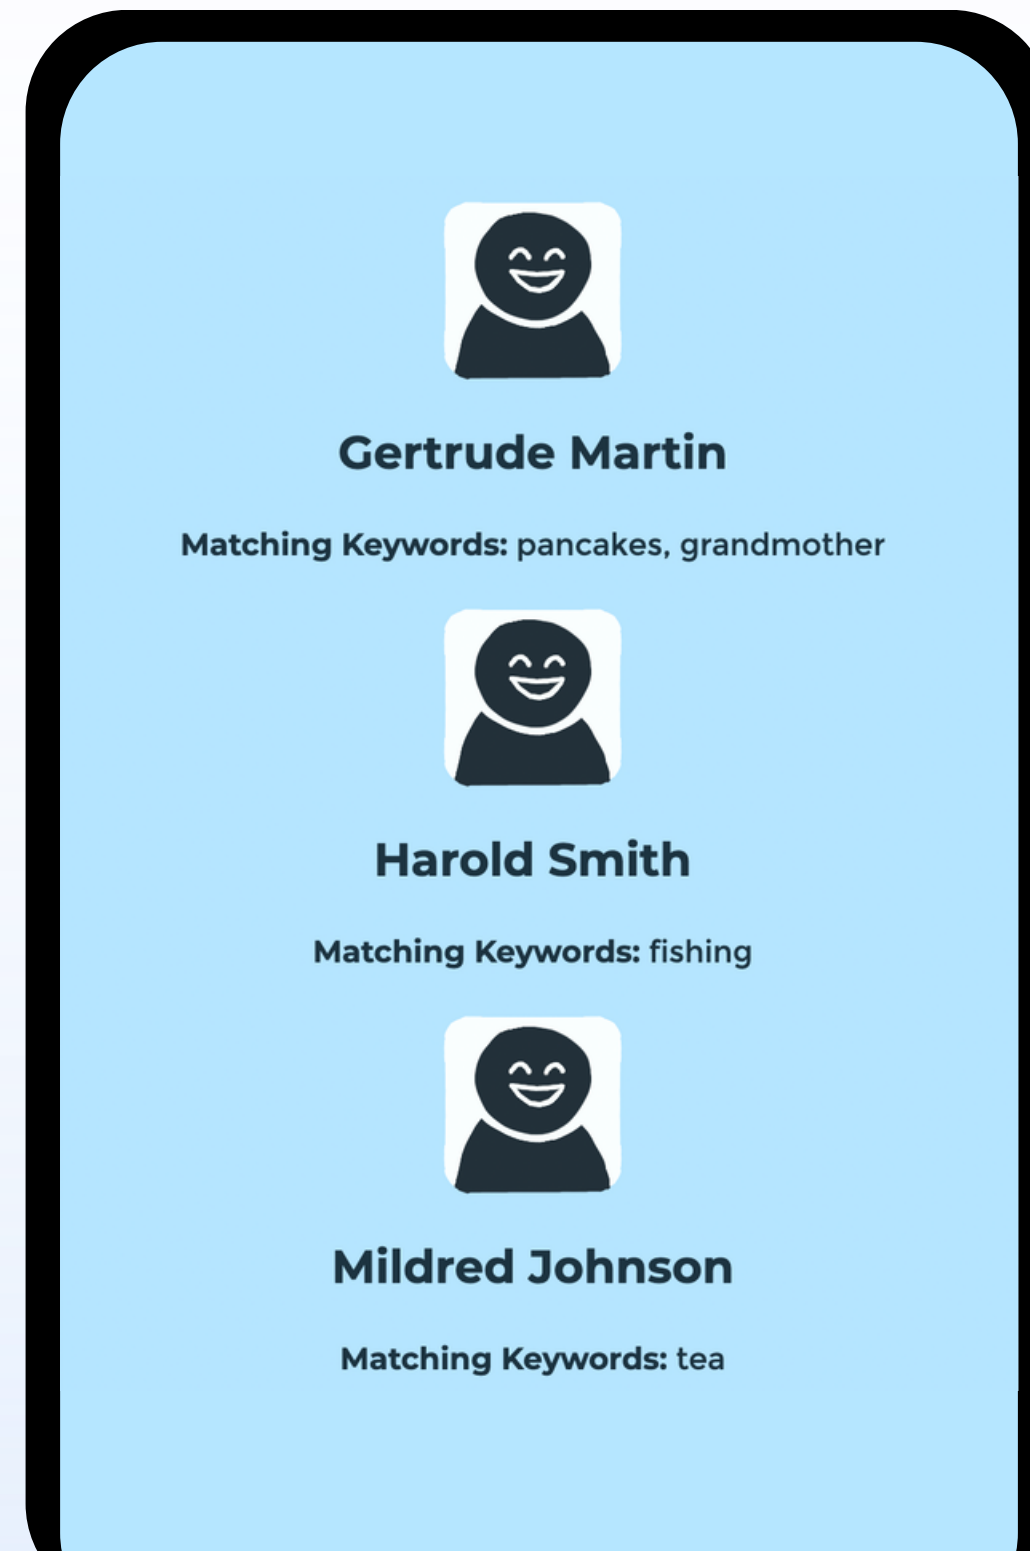 Gertrude Martin
Matching Keywords: pancakes, grandmother
Harold Smith
Matching Keywords: fishing
Mildred Johnson
Matching Keywords: tea